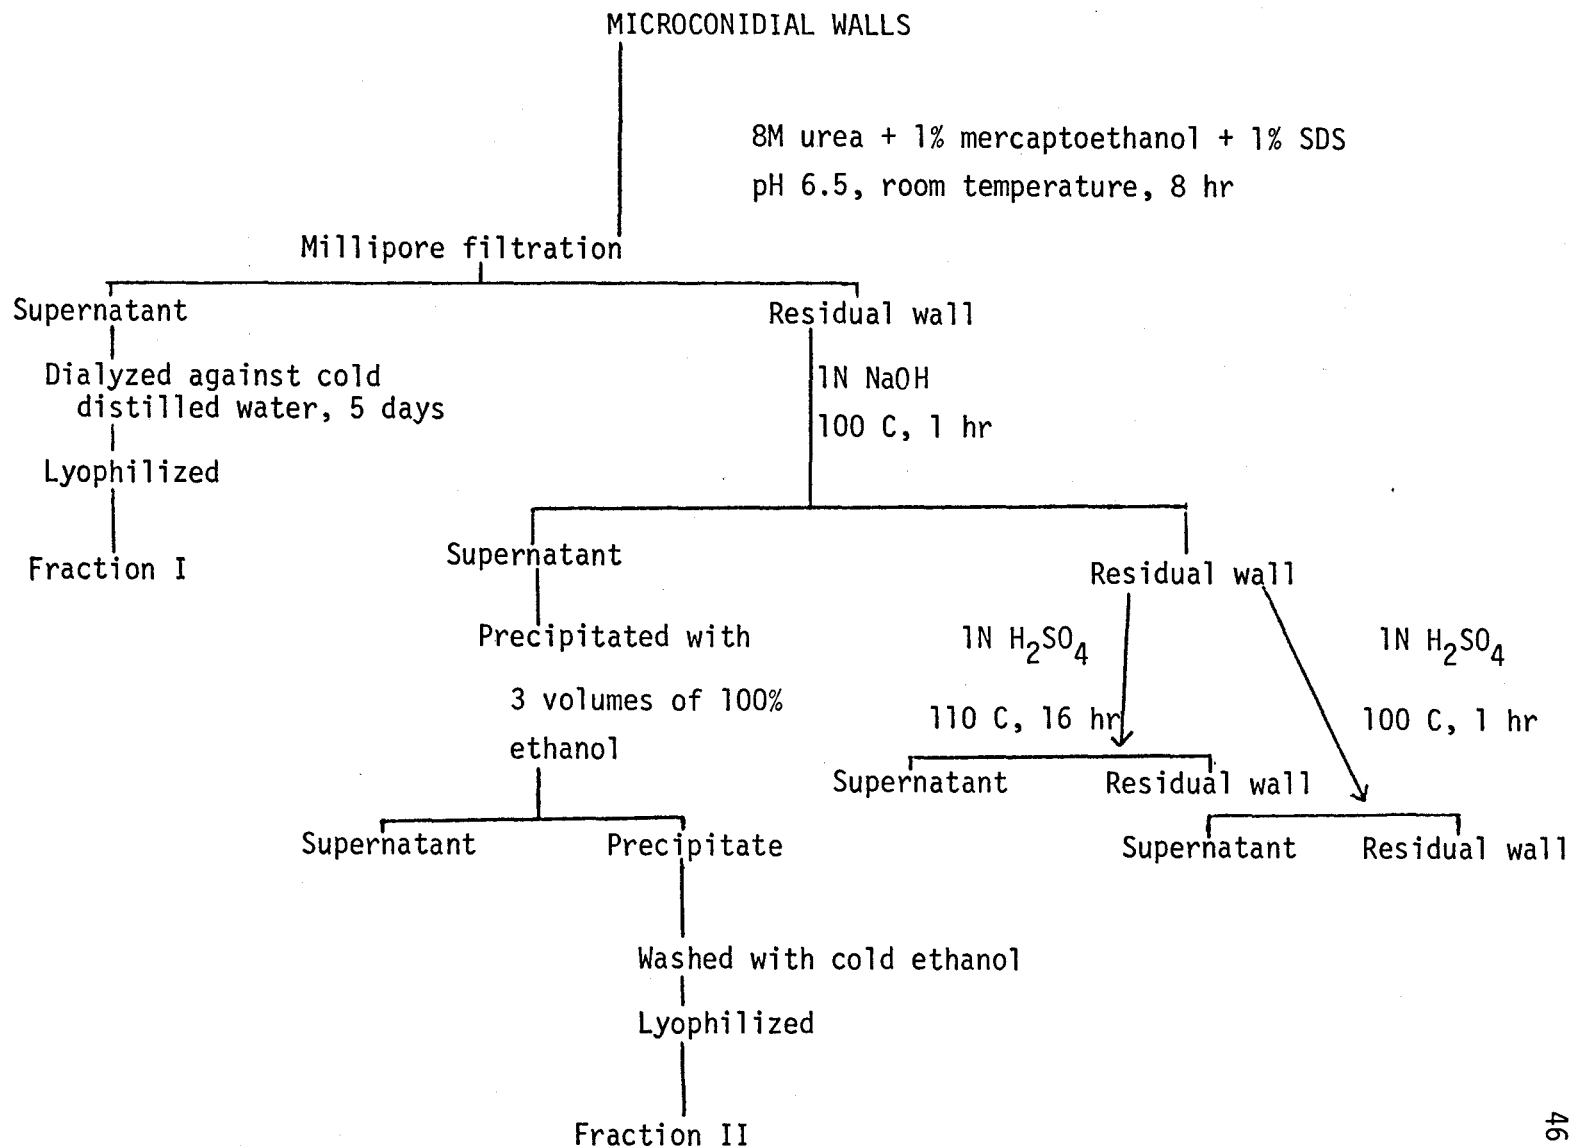 MICROCONIDIAL WALLS
8M urea + 1% mercaptoethanol + 1% SDS
pH 6.5, room temperature, 8 hr
Millipore filtration
Supernatant
Residual wall
Dialyzed against cold
distilled water, 5 days
Lyophilized
Fraction I
1N NaOH
100 C, 1 hr
Supernatant
Residual wall
Precipitated with
3 volumes of 100%
ethanol
1N H2SO4
110 C, 16 hr
1N H2SO4
100 C, 1 hr
Supernatant
Residual wall
Supernatant
Residual wall
Supernatant
Precipitate
Washed with cold ethanol
Lyophilized
Fraction II
46